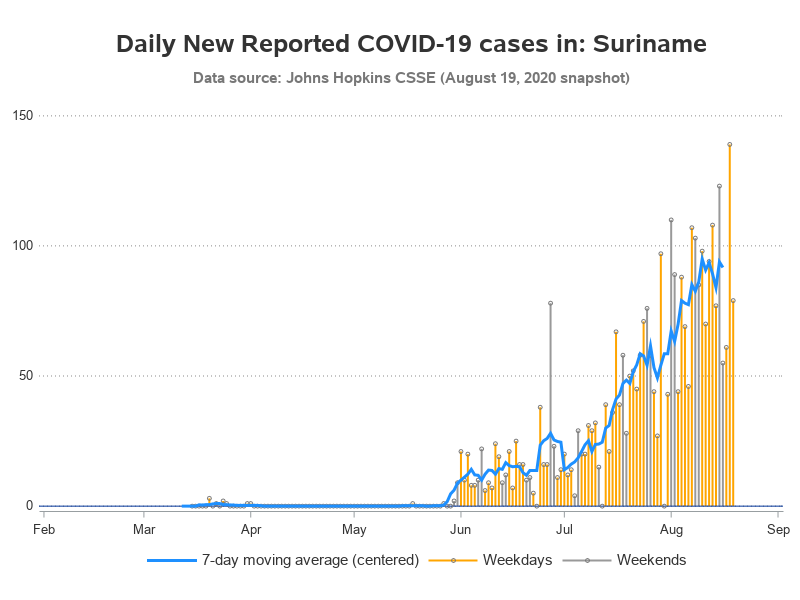 Daily New Reported COVID-19 cases in: Suriname
Data source: Johns Hopkins CSSE (August 19, 2020 snapshot)
150
100
50
0
Feb Mar Apr May Jun Jul Aug Sep
7-day moving average (centered) Weekdays Weekends